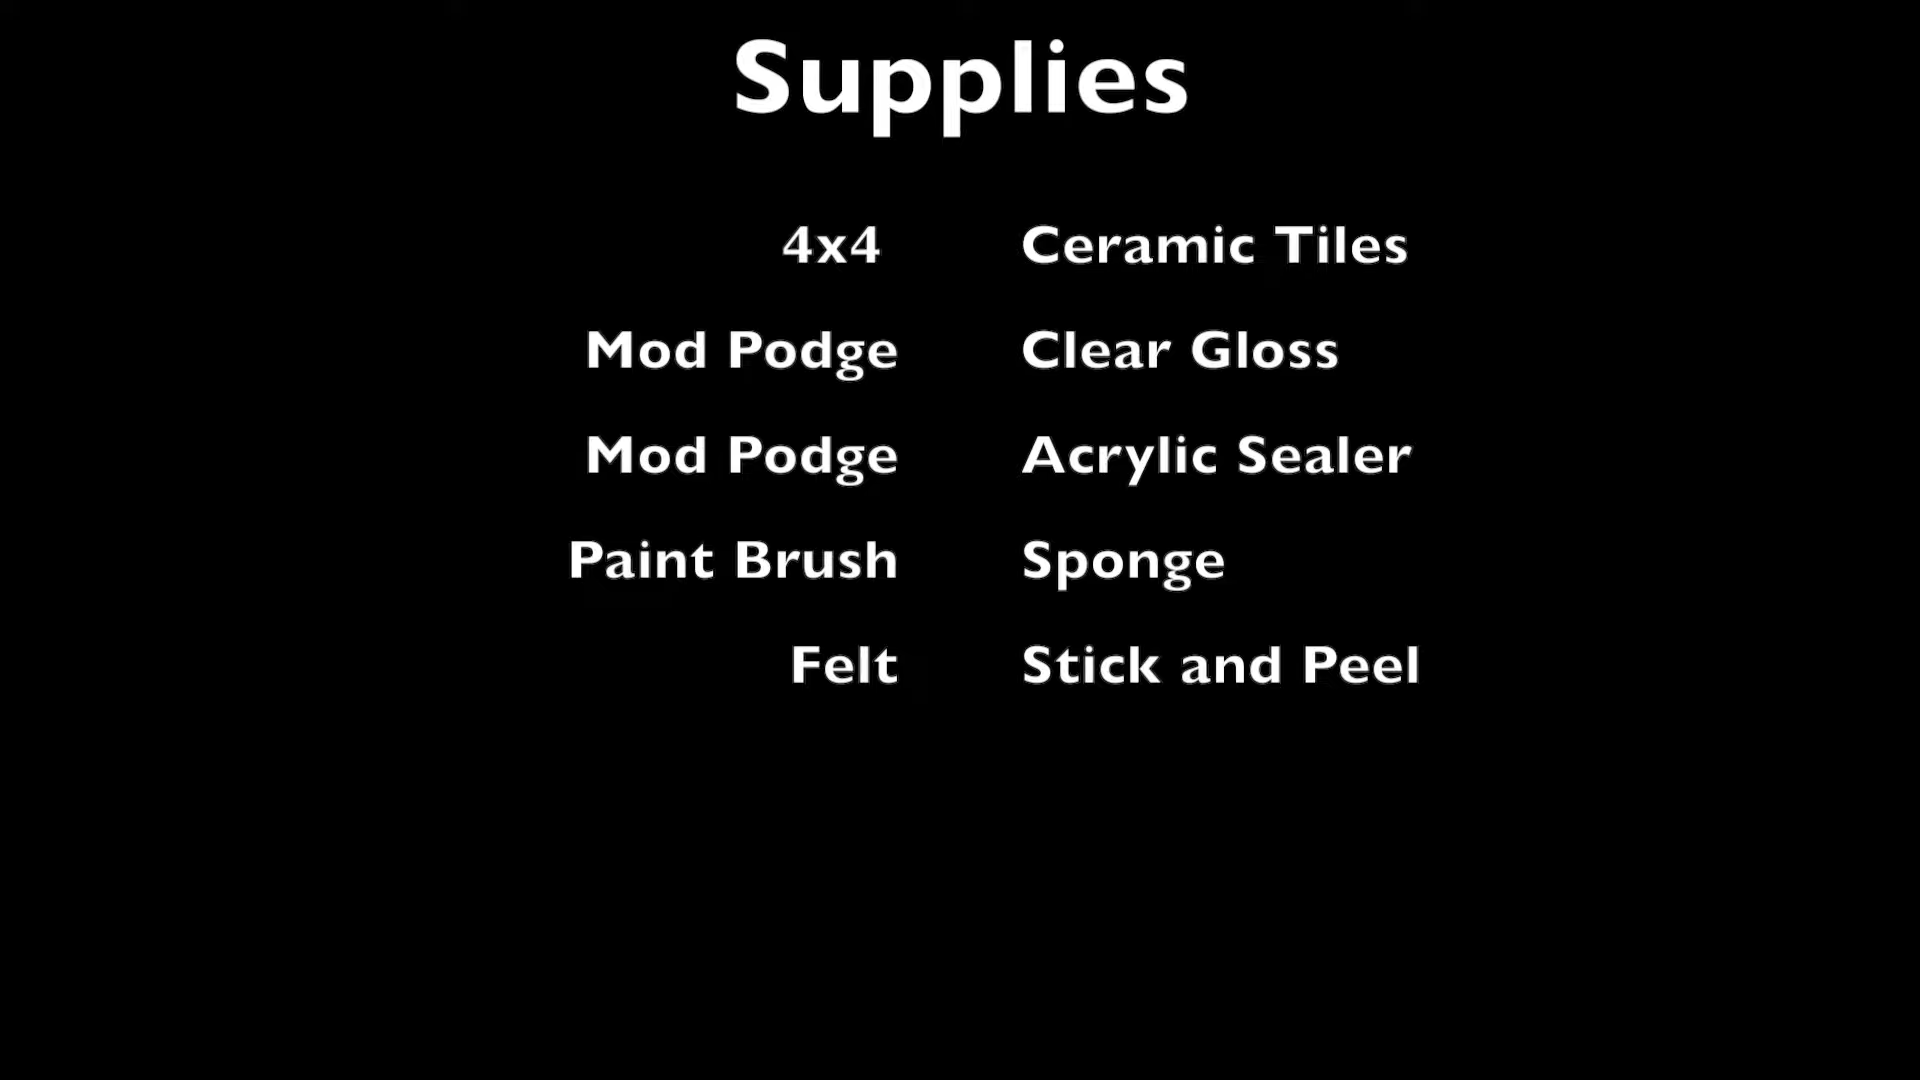 Supplies
4x4 Ceramic Tiles
Mod Podge Clear Gloss
Mod Podge Acrylic Sealer
Paint Brush Sponge
Felt Stick and Peel